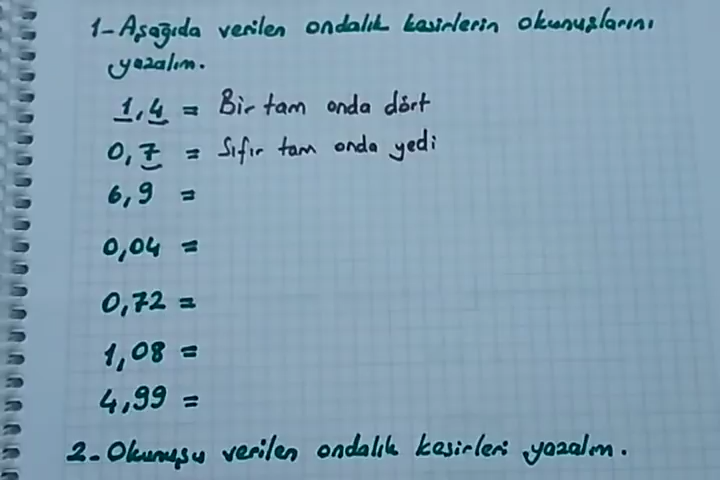 1- Aşağıda verilen ondalık kesirlerin okunuşlarını
yazalım.
1,4 = Bir tam onda dört
0,7 = Sıfır tam onda yedi
6,9 =
0,04 =
0,72 =
1,08 =
4,99 =
2- Okunuşu verilen ondalık kesirleri yazalım.